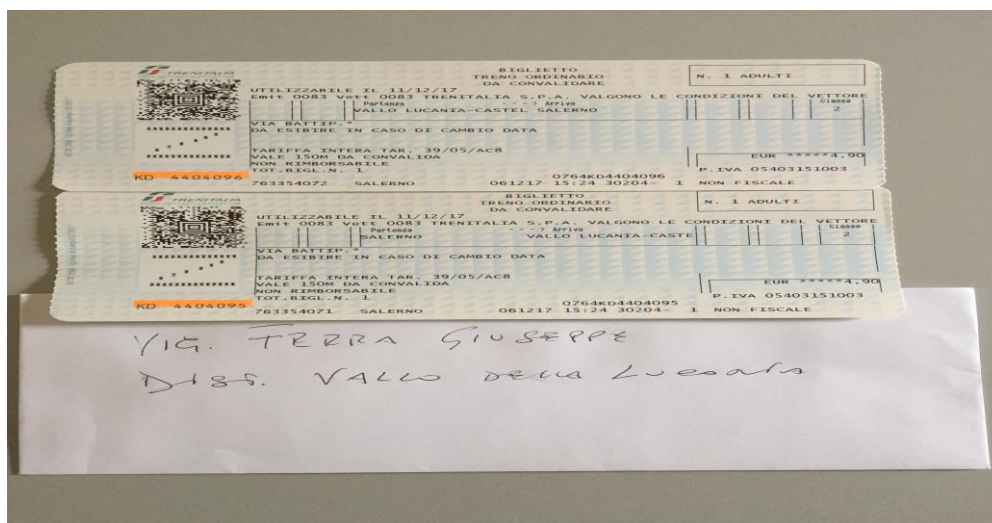 TRENITALIA
BIGLIETTO
TRENO ORDINARIO
DA CONVALIDARE
N. 1 ADULTI
UTILIZZABILE IL 11/12/17
Emit 0083 Vett 0083 TRENITALIA S.P.A. VALGONO LE CONDIZIONI DEL VETTORE
Partenza - - - > Arrivo Classe
VALLO LUCANIA-CASTEL SALERNO 2
VIA BATTIP.*
DA ESIBIRE IN CASO DI CAMBIO DATA
TARIFFA INTERA TAR. 39/05/AC8
VALE 150M DA CONVALIDA EUR *****4,90
NON RIMBORSABILE
TOT.BIGL.N. 1 P.IVA 05403151003
KD 4404096 0764KD4404096
763354072 SALERNO 061217 15:24 30204- 1 NON FISCALE
TRENITALIA
BIGLIETTO
TRENO ORDINARIO
DA CONVALIDARE
N. 1 ADULTI
UTILIZZABILE IL 11/12/17
Emit 0083 Vett 0083 TRENITALIA S.P.A. VALGONO LE CONDIZIONI DEL VETTORE
Partenza - - - > Arrivo Classe
SALERNO VALLO LUCANIA-CASTE 2
VIA BATTIP.*
DA ESIBIRE IN CASO DI CAMBIO DATA
TARIFFA INTERA TAR. 39/05/AC8
VALE 150M DA CONVALIDA EUR *****4,90
NON RIMBORSABILE
TOT.BIGL.N. 1 P.IVA 05403151003
KD 4404095 0764KD4404095
763354071 SALERNO 061217 15:24 30204- 1 NON FISCALE
VIG. TERRA GIUSEPPE
DIST. VALLO DELLA LUCANIA